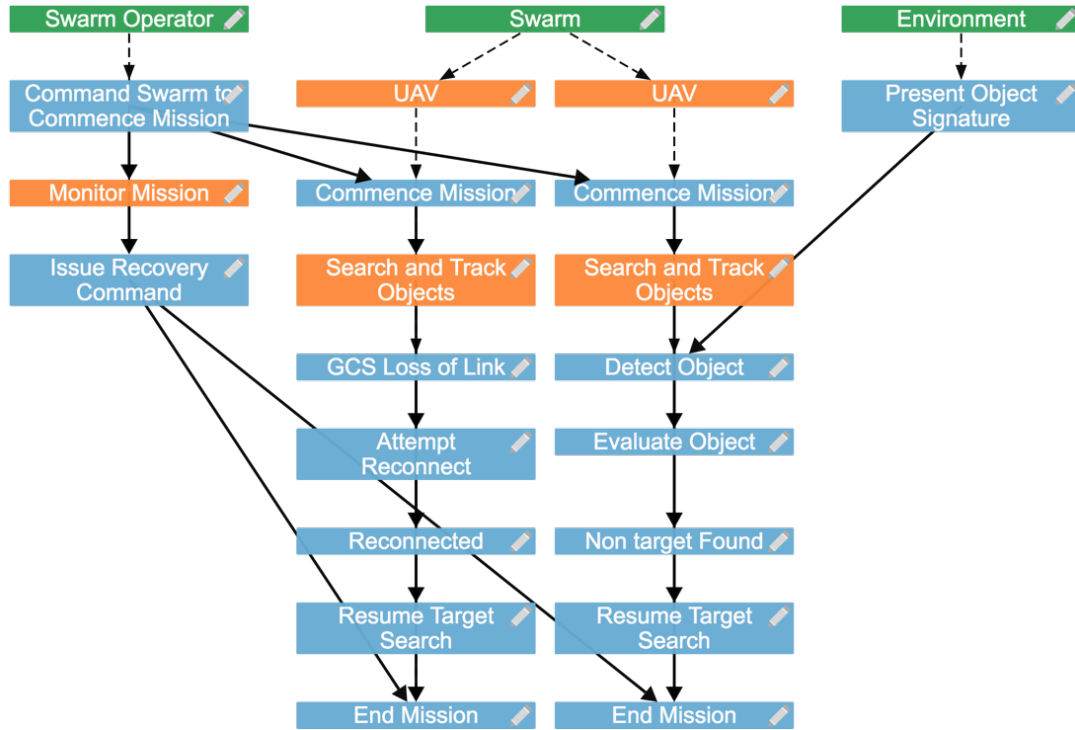 Swarm Operator
Swarm
Environment
Command Swarm to
Commence Mission
UAV
UAV
Present Object
Signature
Monitor Mission
Commence Mission
Commence Mission
Issue Recovery
Command
Search and Track
Objects
Search and Track
Objects
GCS Loss of Link
Detect Object
Attempt
Reconnect
Evaluate Object
Reconnected
Non target Found
Resume Target
Search
Resume Target
Search
End Mission
End Mission